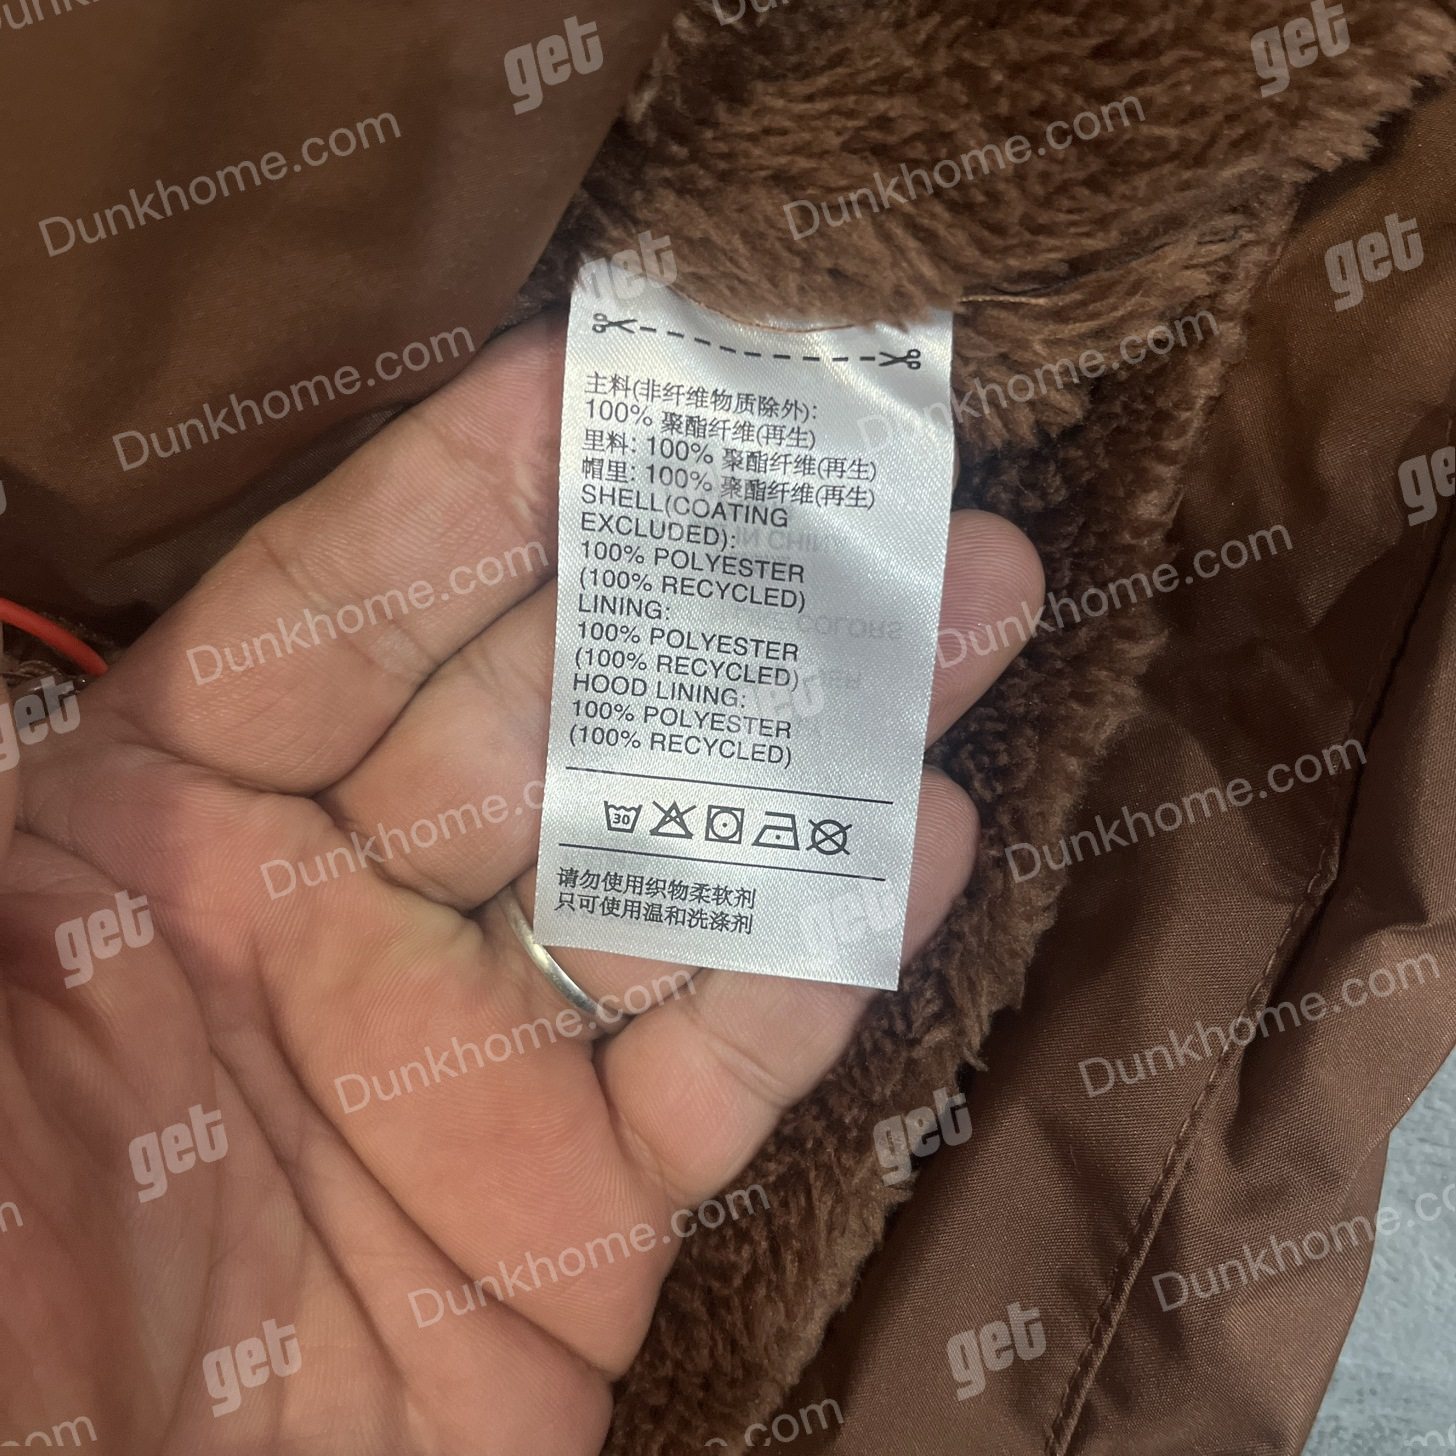 主料(非纤维物质除外):
100% 聚酯纤维(再生)
里料: 100% 聚酯纤维(再生)
帽里: 100% 聚酯纤维(再生)
SHELL(COATING
EXCLUDED):
100% POLYESTER
(100% RECYCLED)
LINING:
100% POLYESTER
(100% RECYCLED)
HOOD LINING:
100% POLYESTER
(100% RECYCLED)
30
请勿使用织物柔软剂
只可使用温和洗涤剂
get
Dunkhome.com